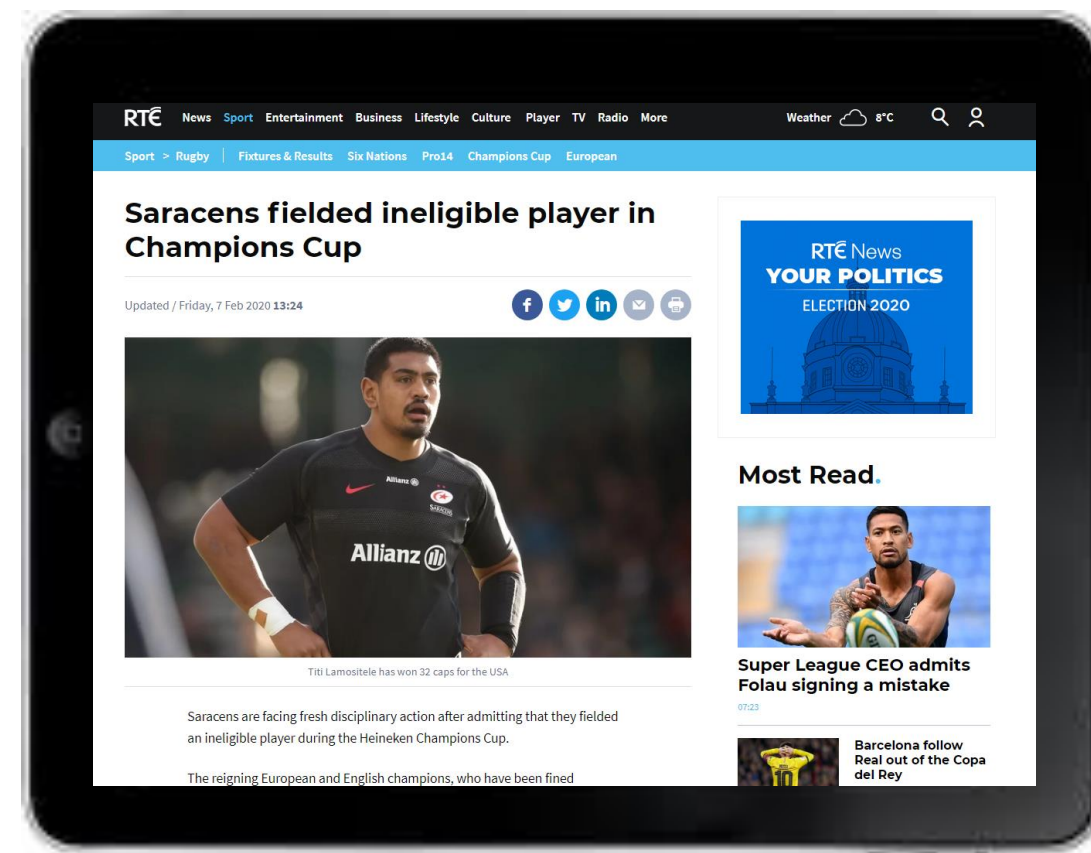 RTÉ News Sport Entertainment Business Lifestyle Culture Player TV Radio More Weather 8°C
Sport > Rugby Fixtures & Results Six Nations Pro14 Champions Cup European
Saracens fielded ineligible player in
Champions Cup
Updated / Friday, 7 Feb 2020 13:24
Allianz
SARACENS
Allianz
Titi Lamositele has won 32 caps for the USA
Saracens are facing fresh disciplinary action after admitting that they fielded
an ineligible player during the Heineken Champions Cup.
The reigning European and English champions, who have been fined
RTÉ News
YOUR POLITICS
ELECTION 2020
Most Read.
Super League CEO admits
Folau signing a mistake
07:23
10
Barcelona follow
Real out of the Copa
del Rey